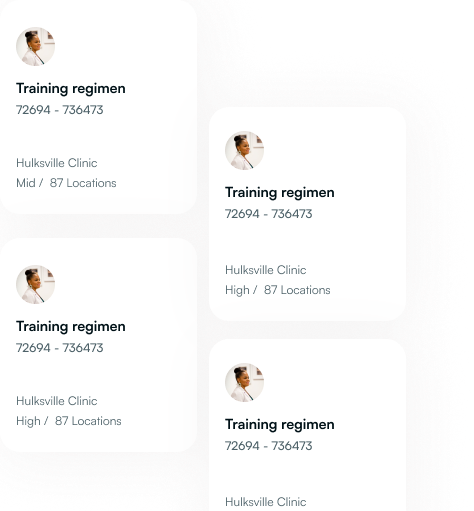 Training regimen
72694 - 736473
Hulksville Clinic
Mid / 87 Locations
Training regimen
72694 - 736473
Hulksville Clinic
High / 87 Locations
Training regimen
72694 - 736473
Hulksville Clinic
High / 87 Locations
Training regimen
72694 - 736473
Hulksville Clinic